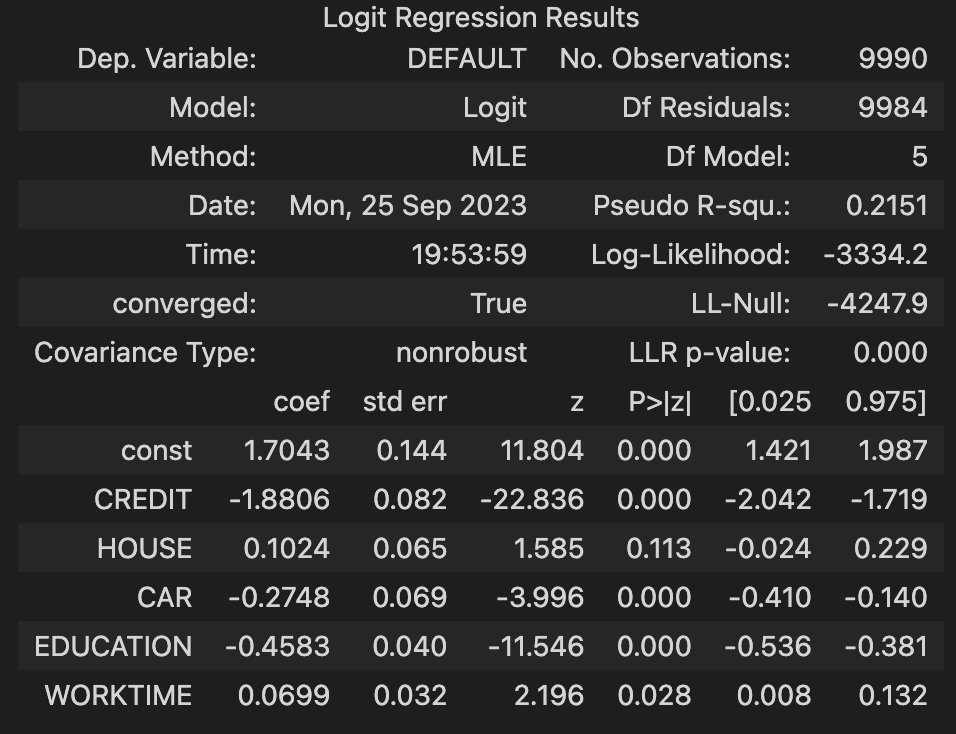 Logit Regression Results
Dep. Variable: DEFAULT No. Observations: 9990
Model: Logit Df Residuals: 9984
Method: MLE Df Model: 5
Date: Mon, 25 Sep 2023 Pseudo R-squ.: 0.2151
Time: 19:53:59 Log-Likelihood: -3334.2
converged: True LL-Null: -4247.9
Covariance Type: nonrobust LLR p-value: 0.000
coef std err z P>|z| [0.025 0.975]
const 1.7043 0.144 11.804 0.000 1.421 1.987
CREDIT -1.8806 0.082 -22.836 0.000 -2.042 -1.719
HOUSE 0.1024 0.065 1.585 0.113 -0.024 0.229
CAR -0.2748 0.069 -3.996 0.000 -0.410 -0.140
EDUCATION -0.4583 0.040 -11.546 0.000 -0.536 -0.381
WORKTIME 0.0699 0.032 2.196 0.028 0.008 0.132